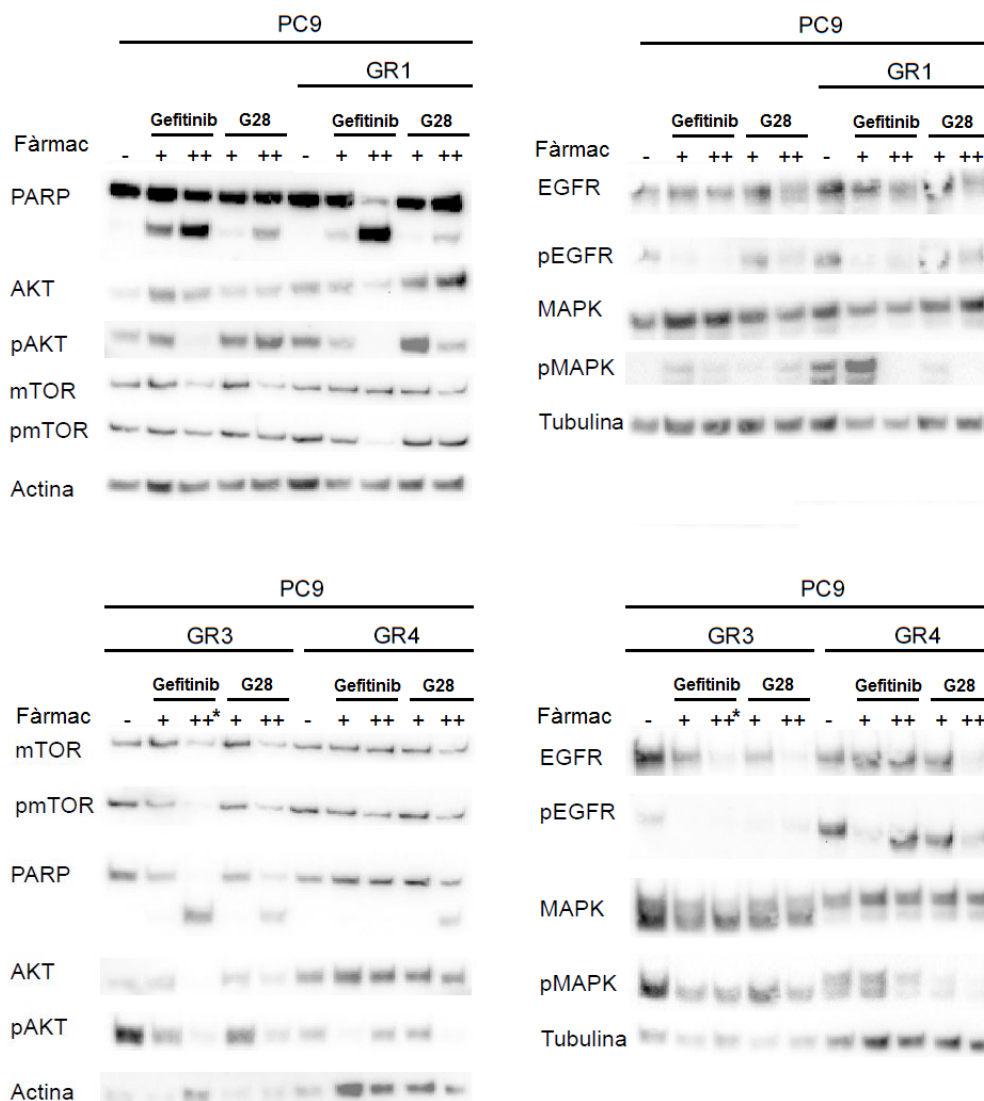 PC9
GR1
Gefitinib G28
Gefitinib G28
Fàrmac - + ++ + ++ - + ++ + ++
PARP
AKT
pAKT
mTOR
pmTOR
Actina
PC9
GR1
Gefitinib G28
Gefitinib G28
Fàrmac - + ++ + ++ - + ++ + ++
EGFR
pEGFR
MAPK
pMAPK
Tubulina
PC9
GR3 GR4
Gefitinib G28 Gefitinib G28
Fàrmac - + ++* + ++ - + ++ + ++
mTOR
pmTOR
PARP
AKT
pAKT
Actina
PC9
GR3 GR4
Gefitinib G28 Gefitinib G28
Fàrmac - + ++* + ++ - + ++ + ++
EGFR
pEGFR
MAPK
pMAPK
Tubulina